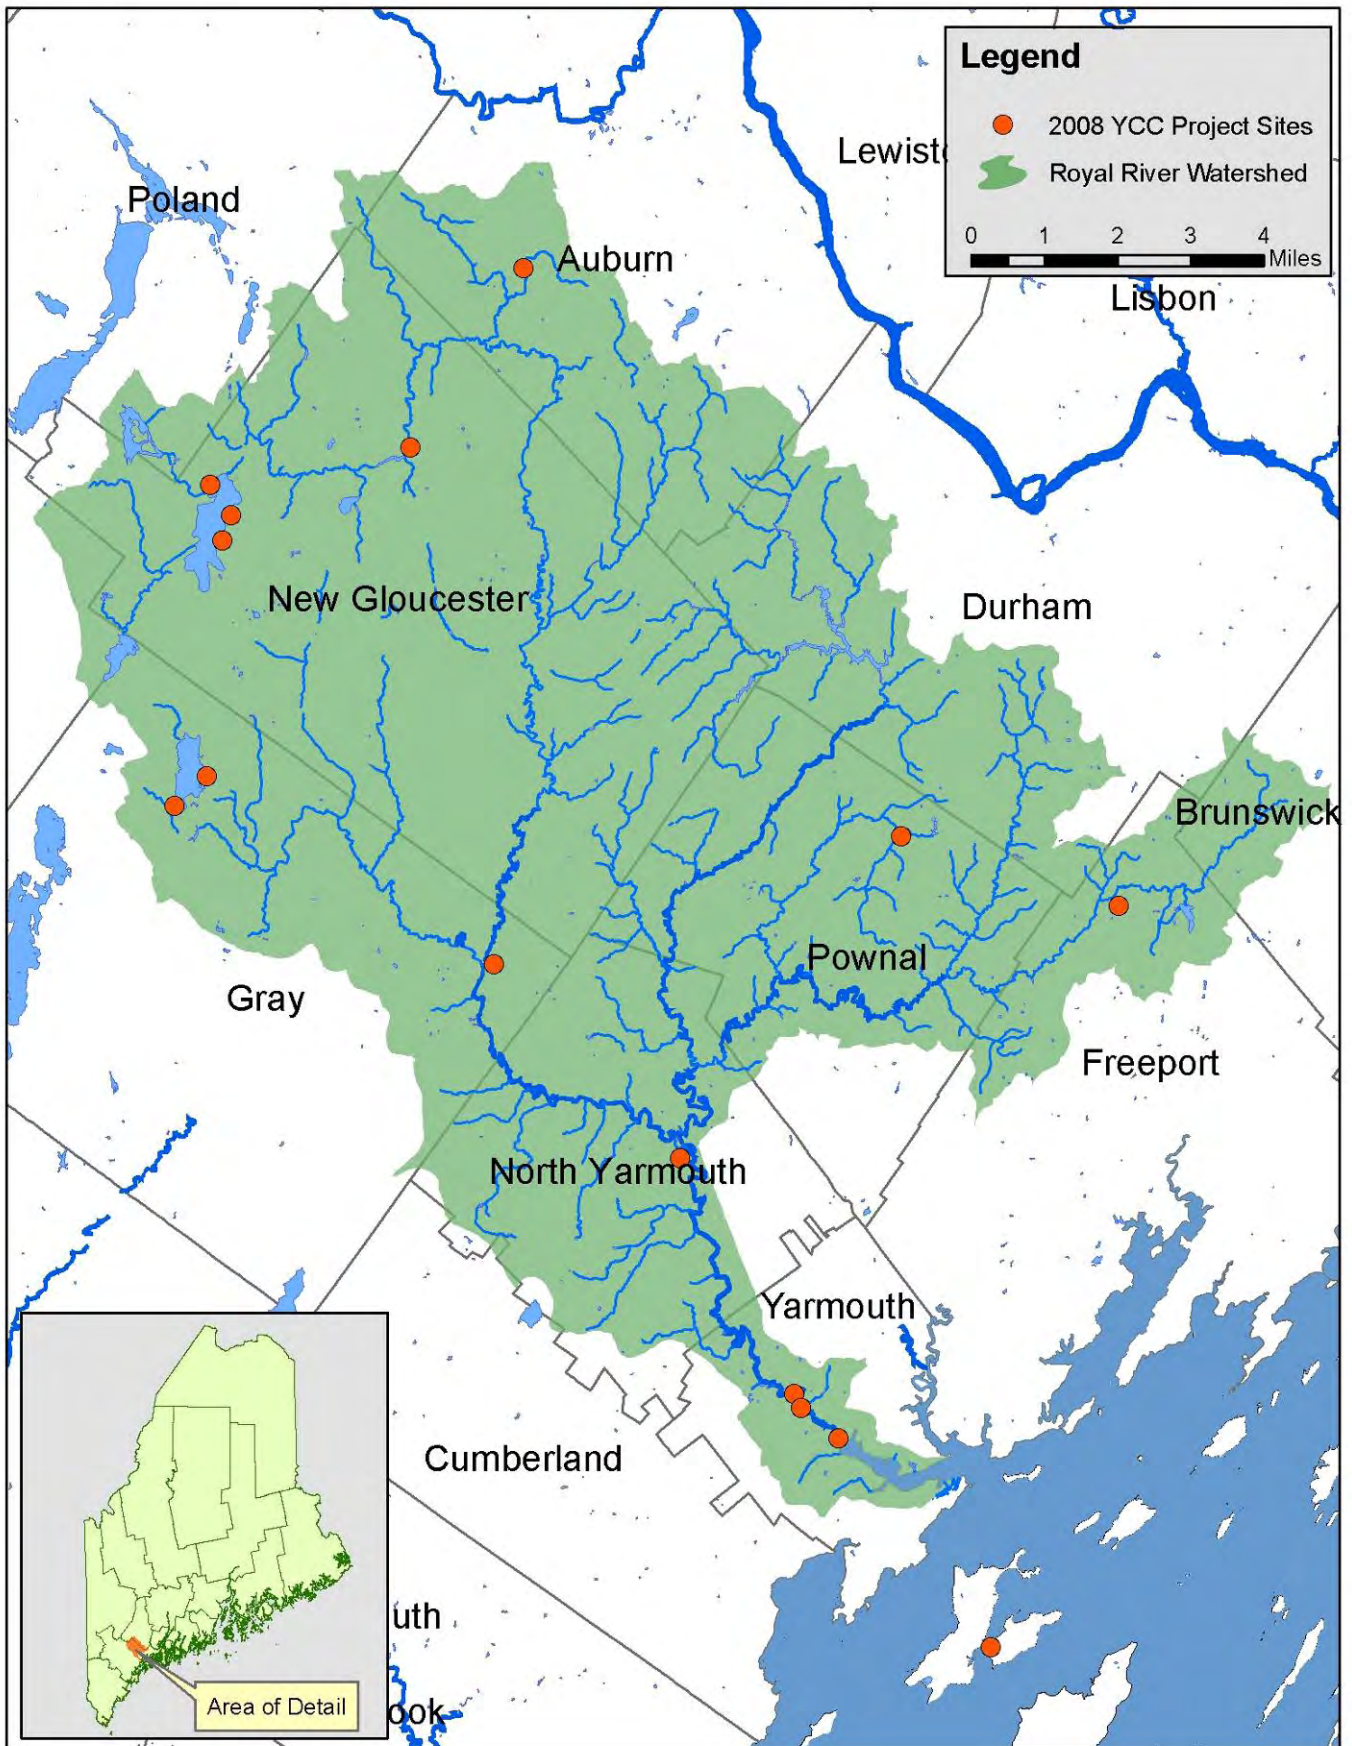 Legend
2008 YCC Project Sites
Royal River Watershed
0 1 2 3 4
Miles
Lewisto
Poland
Auburn
Lisbon
New Gloucester
Durham
Brunswick
Pownal
Gray
Freeport
North Yarmouth
Yarmouth
Cumberland
uth
ook
Area of Detail